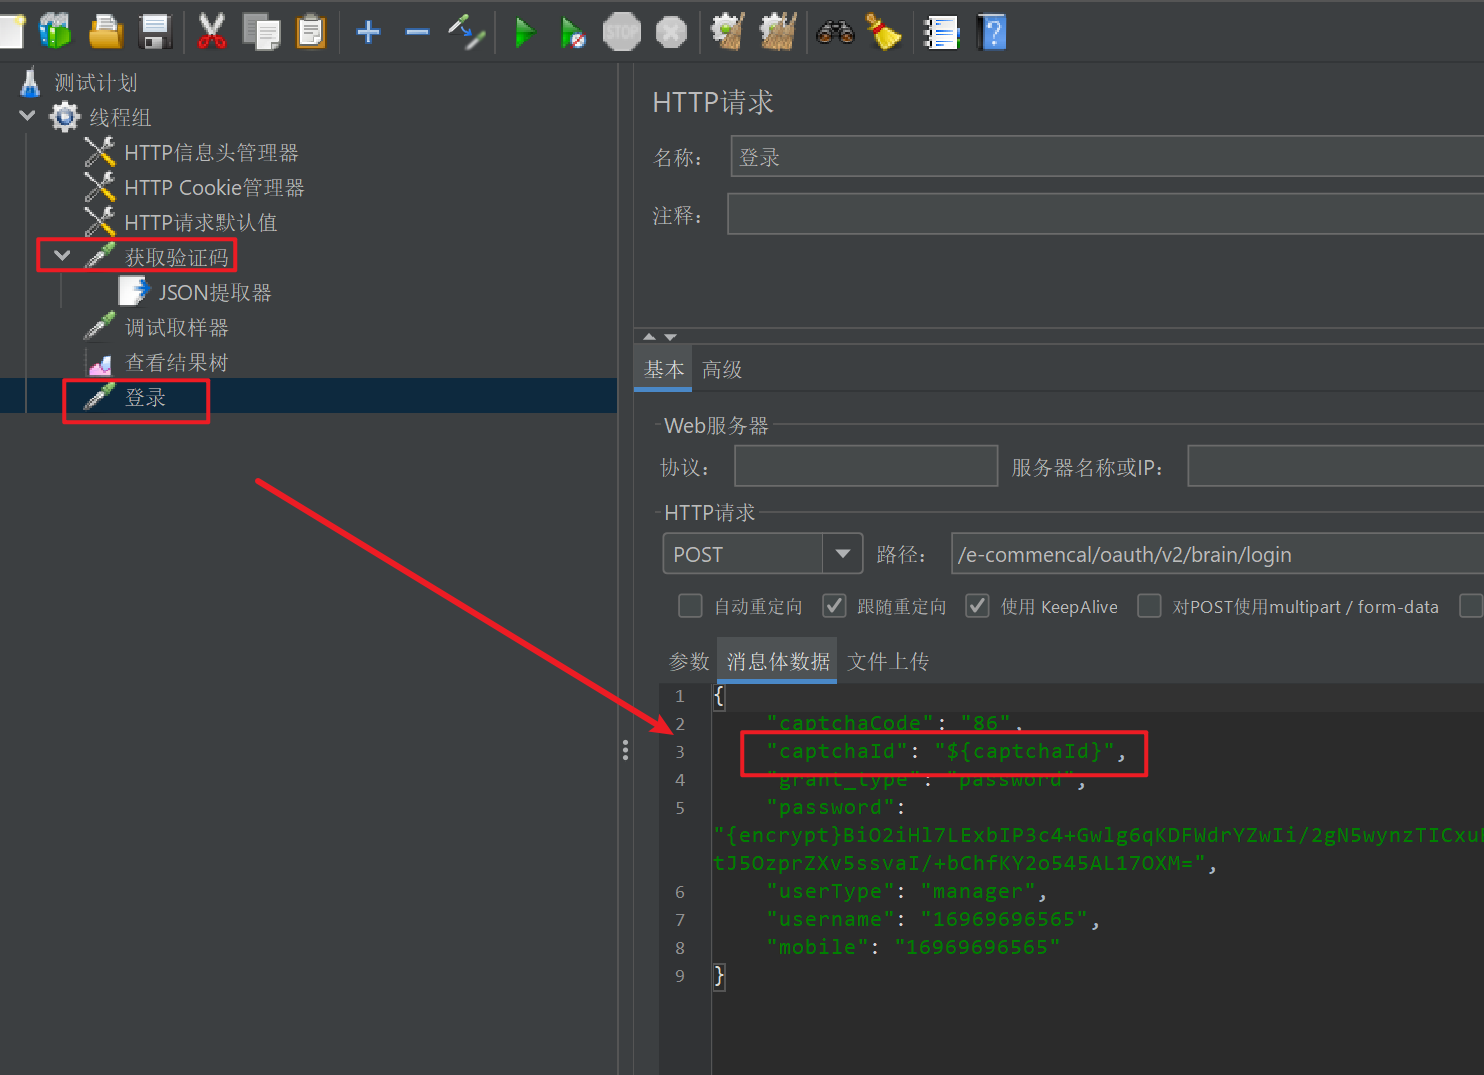 STOP
测试计划
线程组
HTTP信息头管理器
HTTP Cookie管理器
HTTP请求默认值
获取验证码
JSON提取器
调试取样器
查看结果树
登录
HTTP请求
名称： 登录
注释：
基本 高级
Web服务器
协议： 服务器名称或IP：
HTTP请求
POST 路径： /e-commencal/oauth/v2/brain/login
自动重定向 跟随重定向 使用 KeepAlive 对POST使用multipart / form-data
参数 消息体数据 文件上传
1 {
2 "captchaCode": "86",
3 "captchaId": "${captchaId}",
4 "grant_type": "password",
5 "password":
"{encrypt}BiO2iHl7LExbIP3c4+Gwlg6qKDFWdrYZwIi/2gN5wynzTICxu
tJ5OzprZXv5ssvaI/+bChfKY2o545AL17OXM=",
6 "userType": "manager",
7 "username": "16969696565",
8 "mobile": "16969696565"
9 }